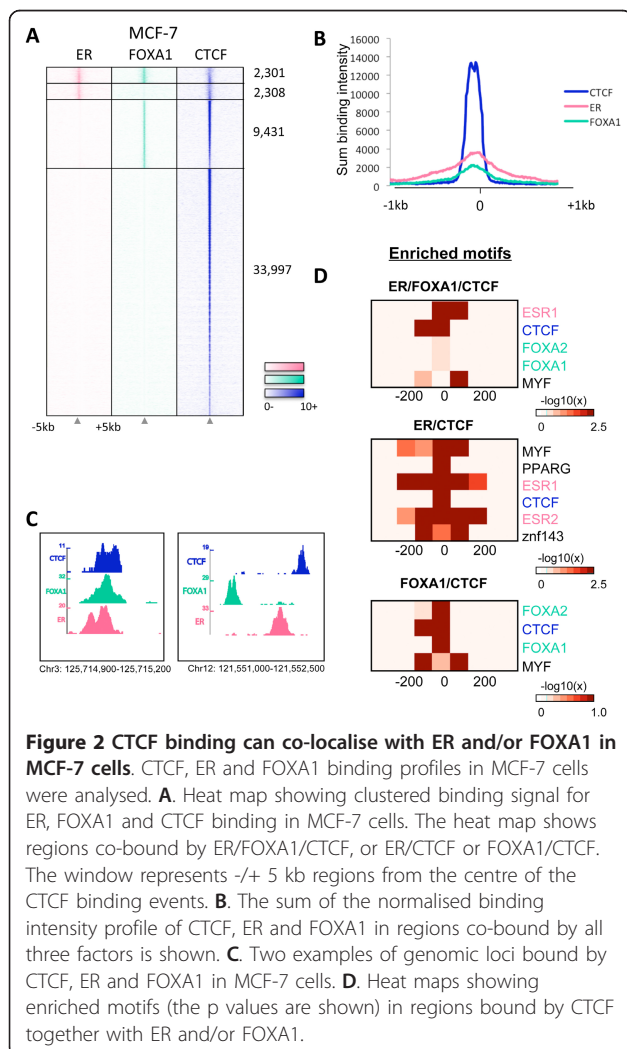 A
MCF-7
ER FOXA1 CTCF
2,301
2,308
9,431
33,997
0- 10+
-5kb +5kb
B
Sum binding intensity
16000
14000
12000
10000
8000
6000
4000
2000
0
-1kb 0 +1kb
CTCF
ER
FOXA1
C
11
CTCF
92
FOXA1
20
ER
Chr3: 125,714,900-125,715,200
19
CTCF
29
FOXA1
33
ER
Chr12: 121,551,000-121,552,500
Enriched motifs
D
ER/FOXA1/CTCF
ESR1
CTCF
FOXA2
FOXA1
MYF
-200 0 200
-log10(x)
0 2.5
ER/CTCF
MYF
PPARG
ESR1
CTCF
ESR2
znf143
-200 0 200
-log10(x)
0 2.5
FOXA1/CTCF
FOXA2
CTCF
FOXA1
MYF
-200 0 200
-log10(x)
0 1.0
Figure 2 CTCF binding can co-localise with ER and/or FOXA1 in
MCF-7 cells. CTCF, ER and FOXA1 binding profiles in MCF-7 cells
were analysed. A. Heat map showing clustered binding signal for
ER, FOXA1 and CTCF binding in MCF-7 cells. The heat map shows
regions co-bound by ER/FOXA1/CTCF, or ER/CTCF or FOXA1/CTCF.
The window represents -/+ 5 kb regions from the centre of the
CTCF binding events. B. The sum of the normalised binding
intensity profile of CTCF, ER and FOXA1 in regions co-bound by all
three factors is shown. C. Two examples of genomic loci bound by
CTCF, ER and FOXA1 in MCF-7 cells. D. Heat maps showing
enriched motifs (the p values are shown) in regions bound by CTCF
together with ER and/or FOXA1.